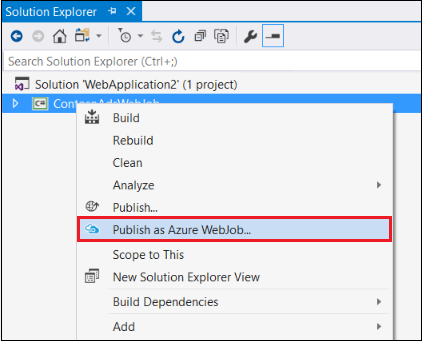 Solution Explorer
Search Solution Explorer (Ctrl+;)
Solution 'WebApplication2' (1 project)
C#
Build
Rebuild
Clean
Analyze
Publish...
Publish as Azure WebJob...
Scope to This
New Solution Explorer View
Build Dependencies
Add